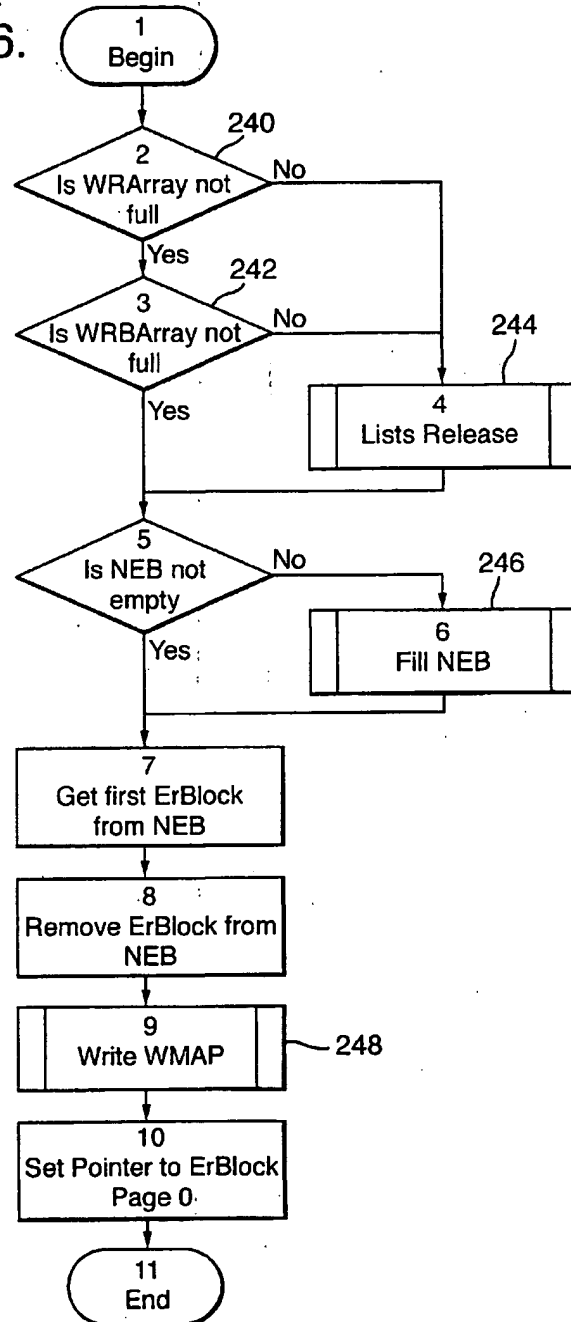 6.
1
Begin
240
2
Is WRArray not
full
No
Yes
242
3
Is WRBArray not
full
No
Yes
244
4
Lists Release
5
Is NEB not
empty
No
Yes
246
6
Fill NEB
7
Get first ErBlock
from NEB
8
Remove ErBlock from
NEB
9
Write WMAP
248
10
Set Pointer to ErBlock
Page 0
11
End